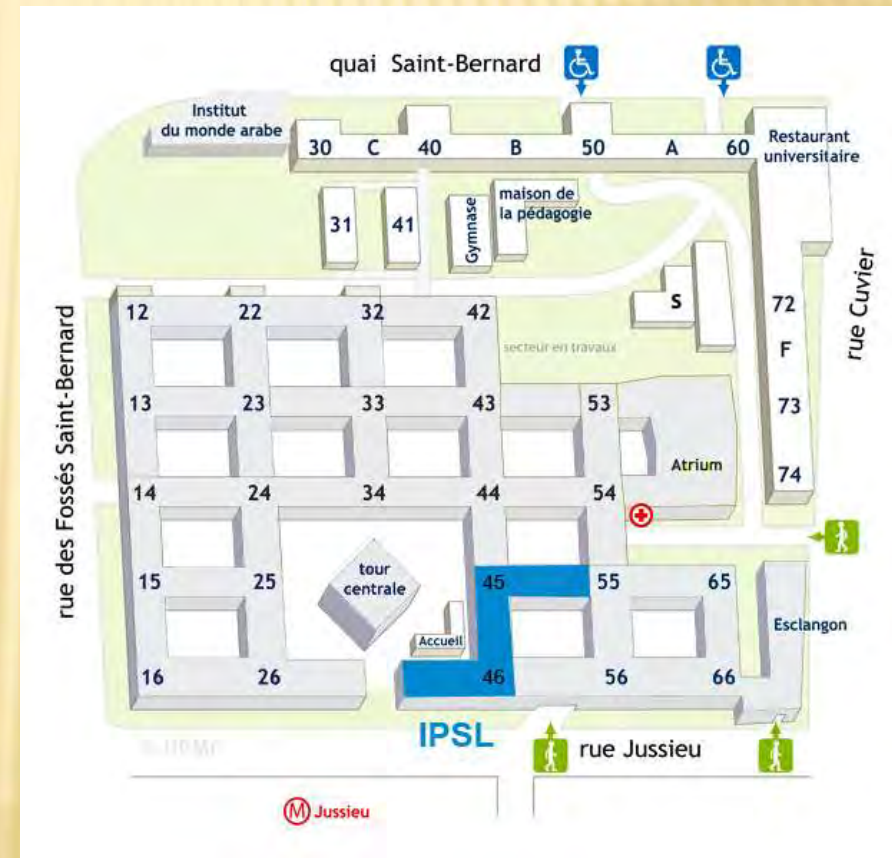 quai Saint-Bernard
Institut
du monde arabe
30 C 40 B 50 A 60
Restaurant
universitaire
maison de
la pédagogie
Gymnase
31 41
S
72
F
73
74
rue Cuvier
12 22 32 42
secteur en travaux
rue des Fossés Saint-Bernard
13 23 33 43 53
Atrium
14 24 34 44 54
tour
centrale
15 25 45 55 65
Accueil
Esclangon
16 26 46 56 66
IPSL
rue Jussieu
© UPMC
M Jussieu